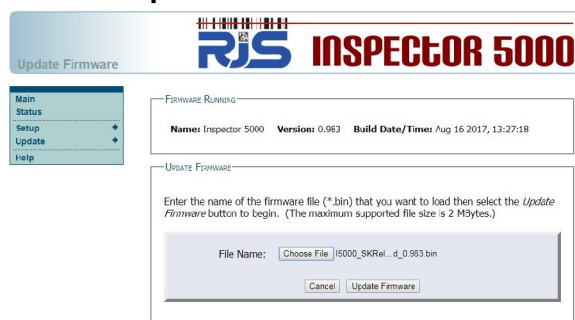 RJS INSPECTOR 5000
Update Firmware
Main
Status
Setup
Update
Help
FIRMWARE RUNNING
Name: Inspector 5000 Version: 0.983 Build Date/Time: Aug 16 2017, 13:27:18
UPDATE FIRMWARE
Enter the name of the firmware file (*.bin) that you want to load then select the Update
Firmware button to begin. (The maximum supported file size is 2 MBytes.)
File Name: Choose File I5000_SKRel...d_0.983.bin
Cancel Update Firmware